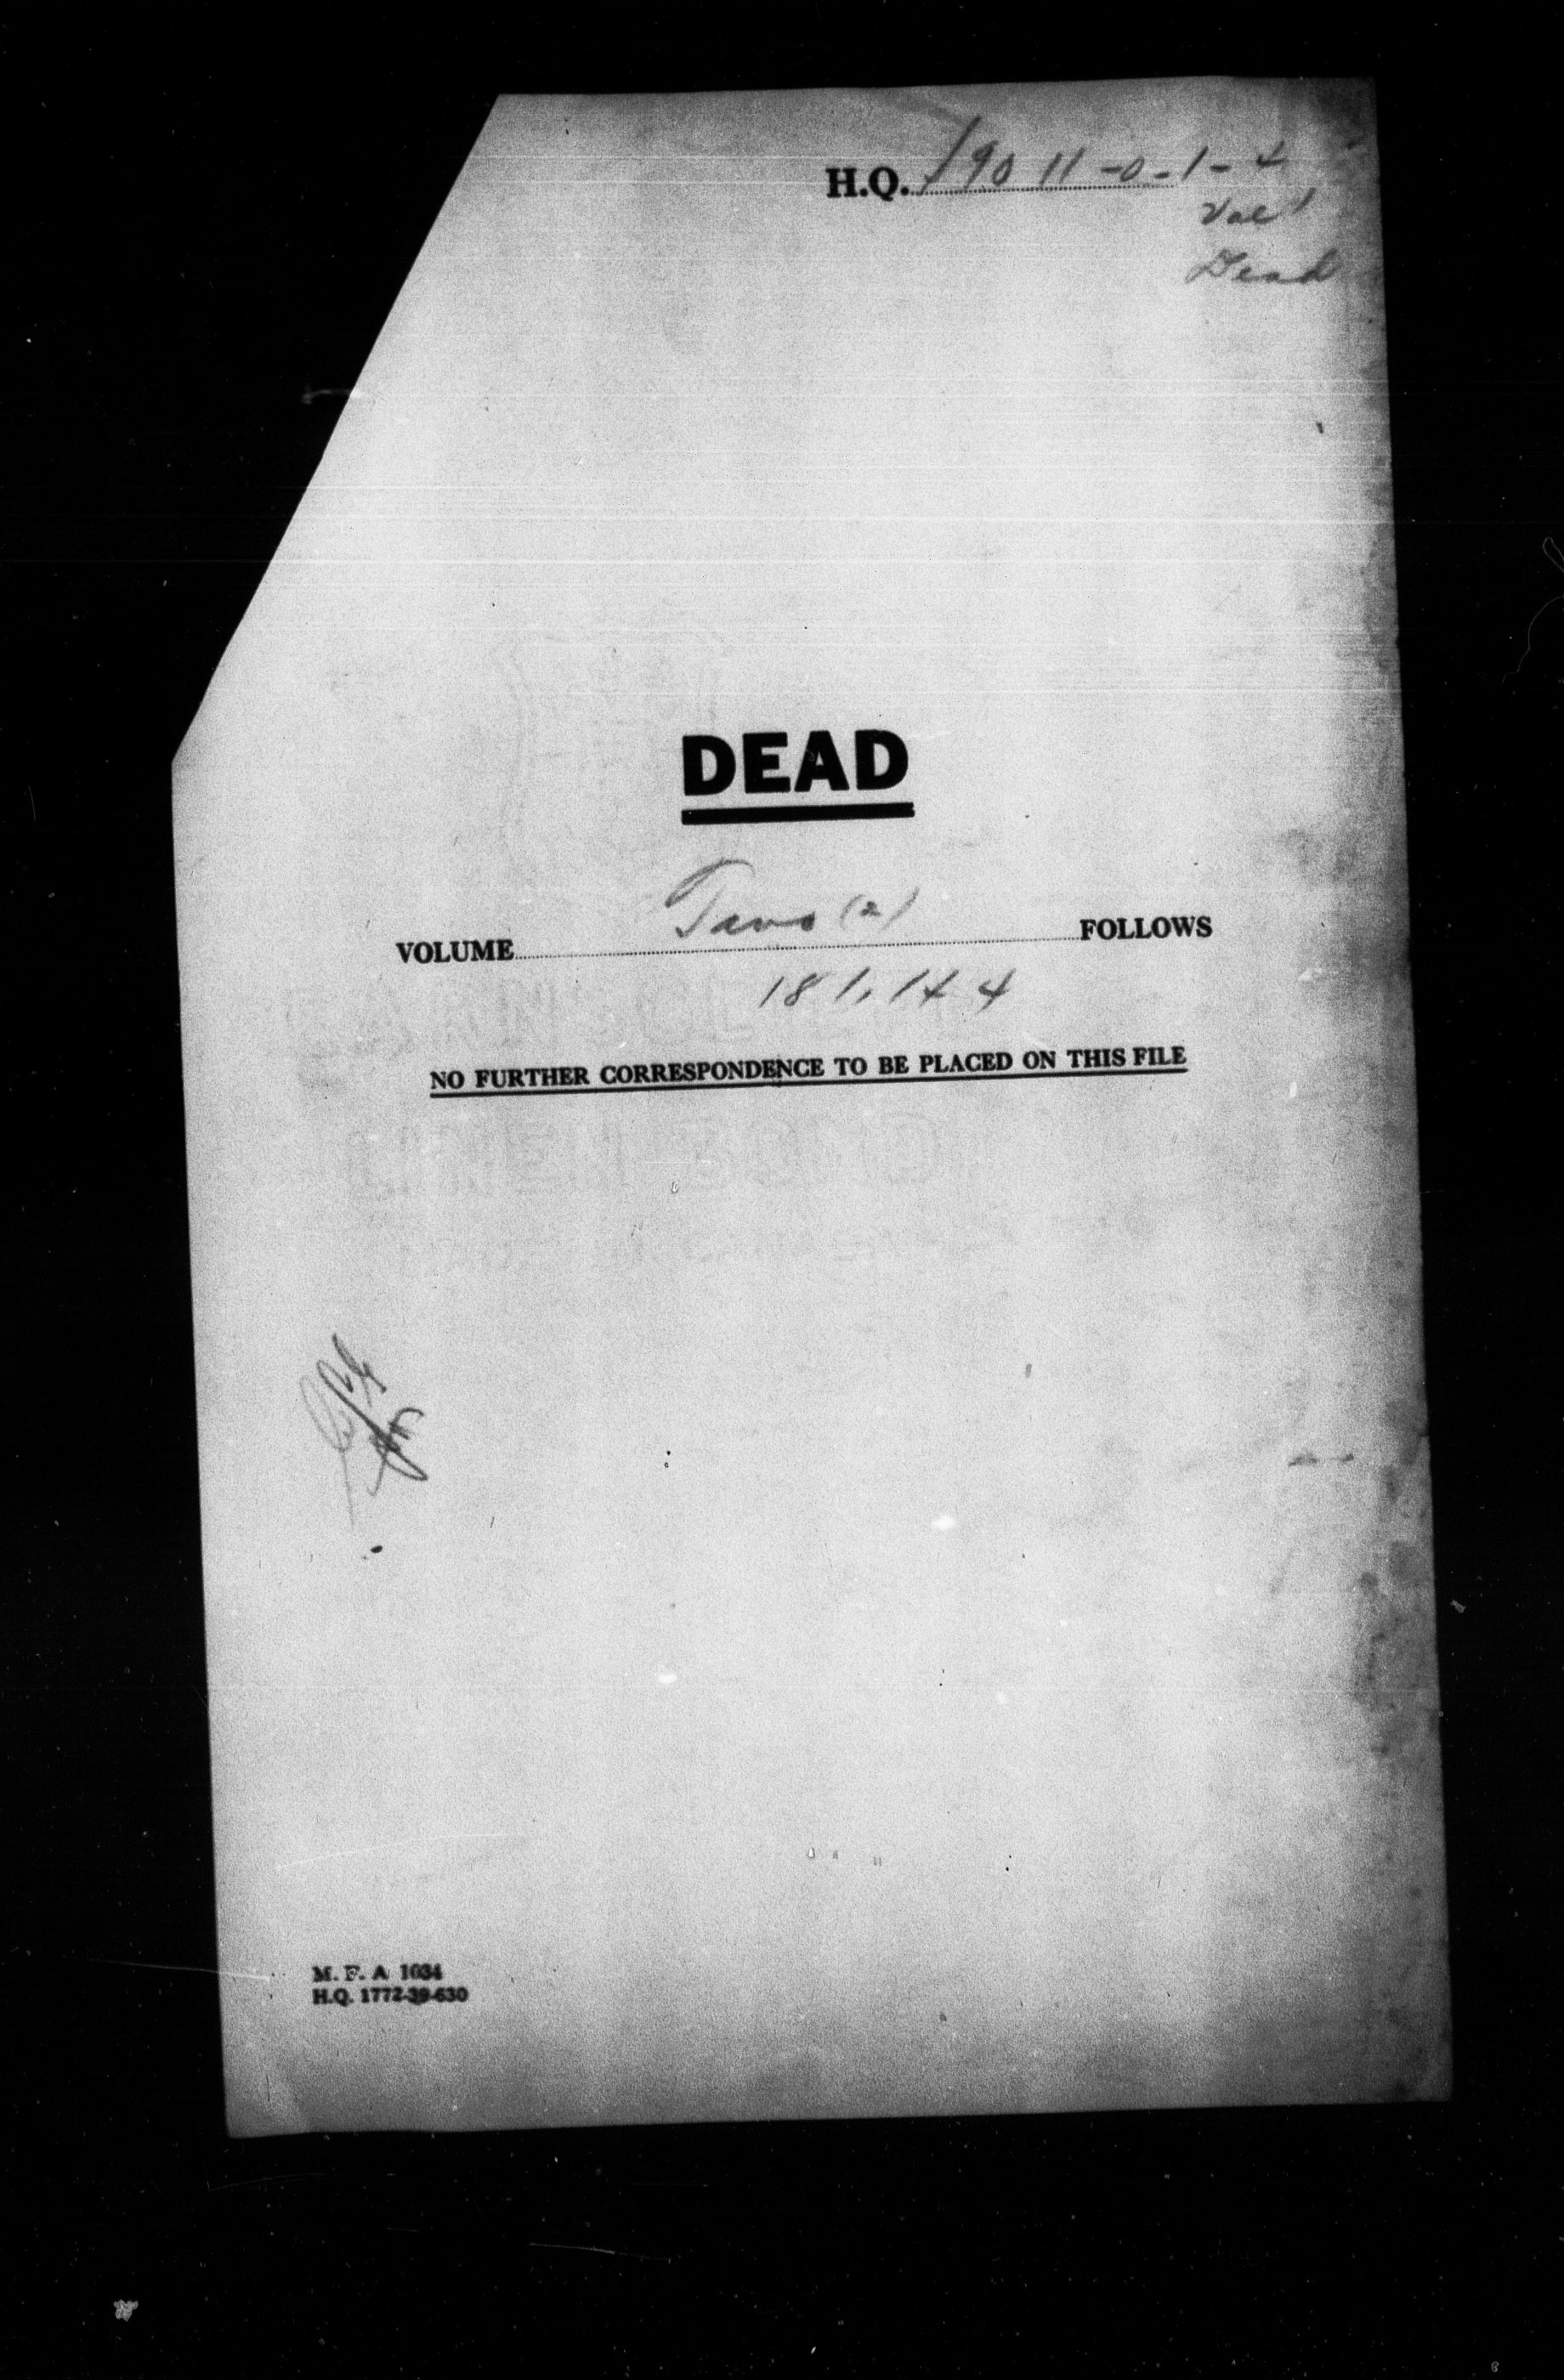 H.Q. 19011-0-1-4
Vol 1
Dead
DEAD
VOLUME Two (2) FOLLOWS
18/1/44
NO FURTHER CORRESPONDENCE TO BE PLACED ON THIS FILE
M. F. A 1034
H.Q. 1772-39-630